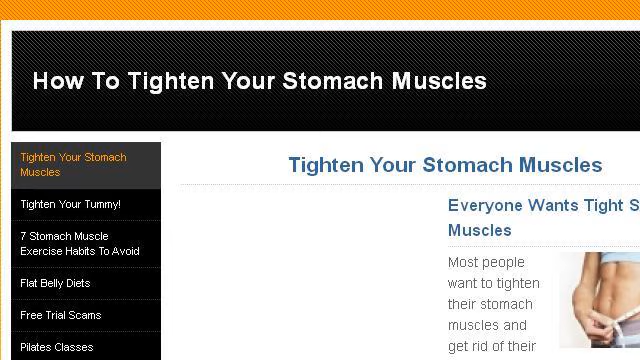 How To Tighten Your Stomach Muscles
Tighten Your Stomach
Muscles
Tighten Your Tummy!
7 Stomach Muscle
Exercise Habits To Avoid
Flat Belly Diets
Free Trial Scams
Pilates Classes
Tighten Your Stomach Muscles
Everyone Wants Tight S
Muscles
Most people
want to tighten
their stomach
muscles and
get rid of their